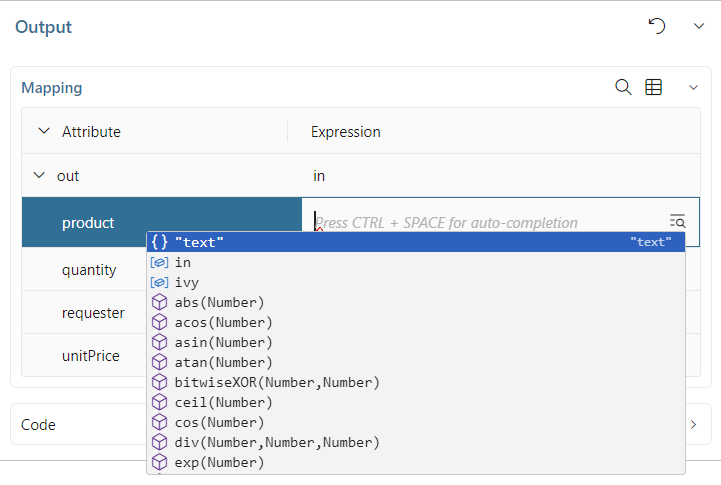 Output
Mapping
Attribute Expression
out in
product Press CTRL + SPACE for auto-completion
{} "text" "text"
quantity
in
ivy
requester
abs(Number)
acos(Number)
asin(Number)
unitPrice
atan(Number)
bitwiseXOR(Number,Number)
ceil(Number)
Code
cos(Number)
div(Number,Number,Number)
exp(Number)